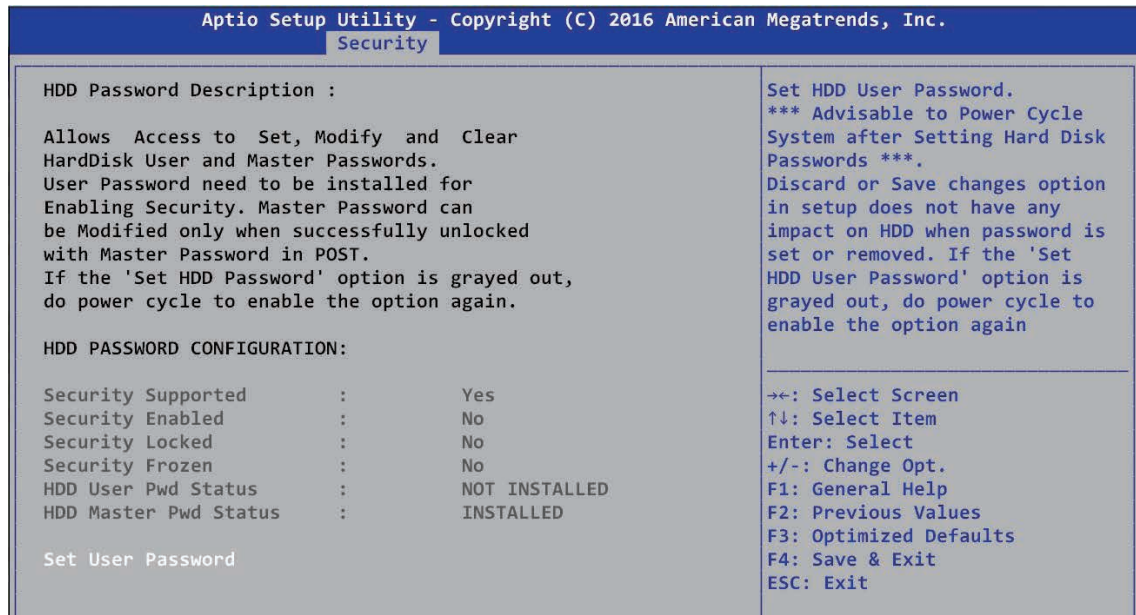 Aptio Setup Utility - Copyright (C) 2016 American Megatrends, Inc.
Security
HDD Password Description :
Allows Access to Set, Modify and Clear
HardDisk User and Master Passwords.
User Password need to be installed for
Enabling Security. Master Password can
be Modified only when successfully unlocked
with Master Password in POST.
If the 'Set HDD Password' option is grayed out,
do power cycle to enable the option again.
HDD PASSWORD CONFIGURATION:
Security Supported : Yes
Security Enabled : No
Security Locked : No
Security Frozen : No
HDD User Pwd Status : NOT INSTALLED
HDD Master Pwd Status : INSTALLED
Set User Password
Set HDD User Password.
*** Advisable to Power Cycle
System after Setting Hard Disk
Passwords ***.
Discard or Save changes option
in setup does not have any
impact on HDD when password is
set or removed. If the 'Set
HDD User Password' option is
grayed out, do power cycle to
enable the option again
→←: Select Screen
↑↓: Select Item
Enter: Select
+/-: Change Opt.
F1: General Help
F2: Previous Values
F3: Optimized Defaults
F4: Save & Exit
ESC: Exit